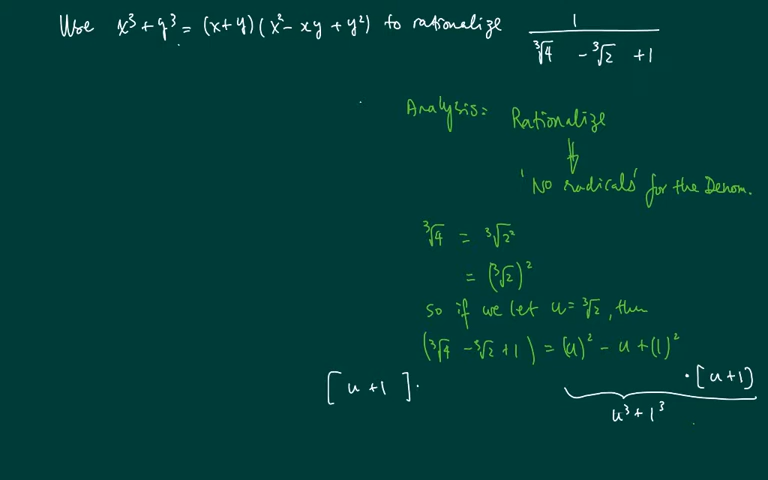 Use x³ + y³ = (x+y)(x² − xy + y²) to rationalize 1 / (∛4 − ∛2 + 1)
Analysis: Rationalize
⇓
'No radicals' for the Denom.
∛4 = ∛2²
= (∛2)²
so if we let u = ∛2, then
(∛4 − ∛2 + 1) = (u)² − u + (1)²
[u + 1] · · [u+1]
u³ + 1³